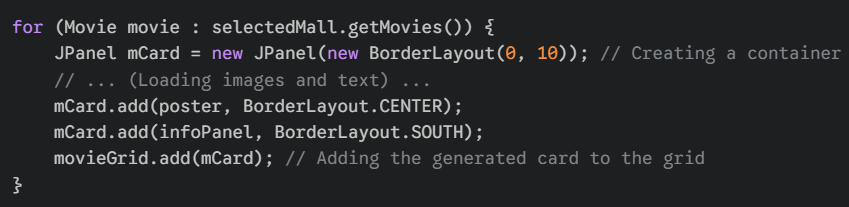 for (Movie movie : selectedMall.getMovies()) {
    JPanel mCard = new JPanel(new BorderLayout(0, 10)); // Creating a container
    // ... (Loading images and text) ...
    mCard.add(poster, BorderLayout.CENTER);
    mCard.add(infoPanel, BorderLayout.SOUTH);
    movieGrid.add(mCard); // Adding the generated card to the grid
}